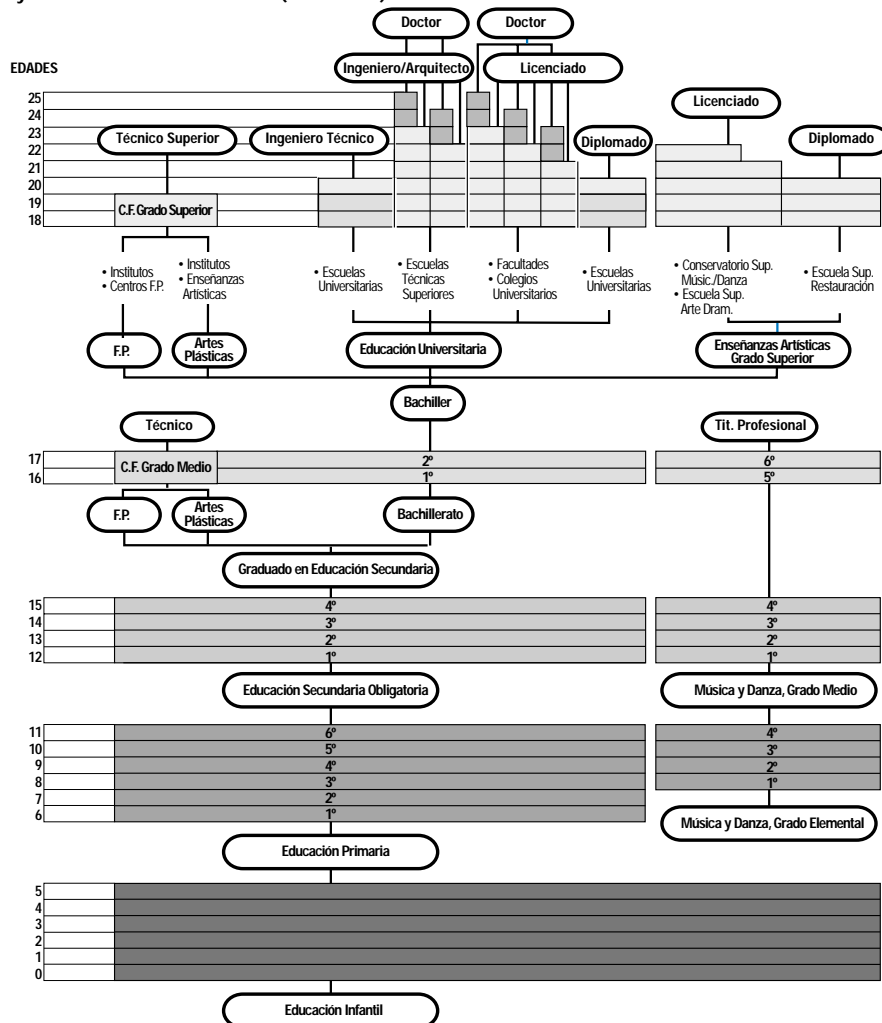 Doctor
Doctor
EDADES
Ingeniero/Arquitecto
Licenciado
25
24
23
22
21
20
19
18
Licenciado
Técnico Superior
Ingeniero Técnico
Diplomado
Diplomado
C.F. Grado Superior
• Institutos
• Centros F.P.
• Institutos
• Enseñanzas
Artísticas
• Escuelas
Universitarias
• Escuelas
Técnicas
Superiores
• Facultades
• Colegios
Universitarios
• Escuelas
Universitarias
• Conservatorio Sup.
Músic./Danza
• Escuela Sup.
Arte Dram.
• Escuela Sup.
Restauración
F.P.
Artes
Plásticas
Educación Universitaria
Enseñanzas Artísticas
Grado Superior
Bachiller
Técnico
Tit. Profesional
17
16
C.F. Grado Medio
2º
1º
6º
5º
F.P.
Artes
Plásticas
Bachillerato
Graduado en Educación Secundaria
15 4º 4º
14 3º 3º
13 2º 2º
12 1º 1º
Educación Secundaria Obligatoria
Música y Danza, Grado Medio
11 6º 4º
10 5º 3º
9 4º 2º
8 3º 1º
7 2º
6 1º
Música y Danza, Grado Elemental
Educación Primaria
5
4
3
2
1
0
Educación Infantil